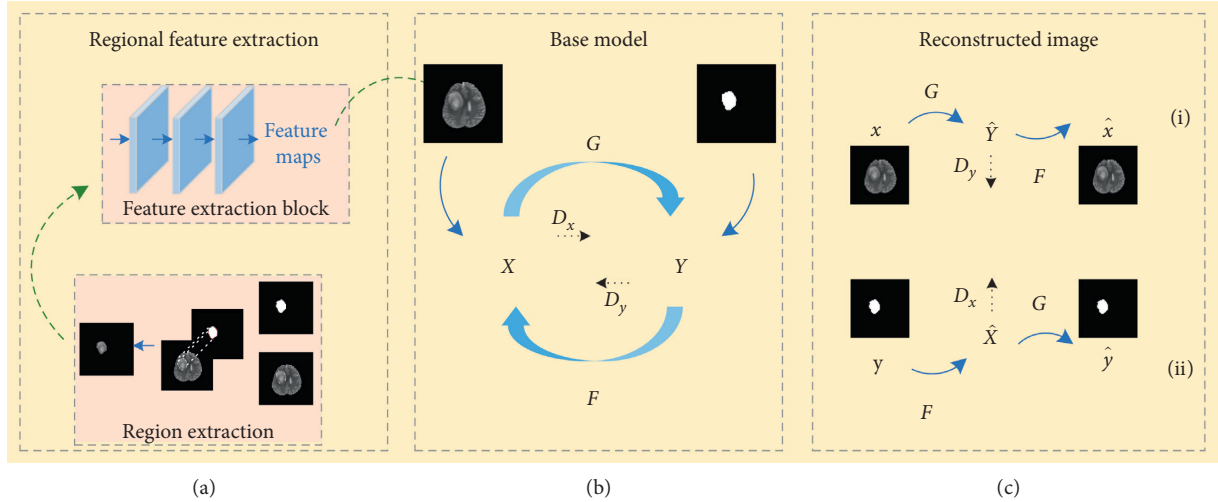 Regional feature extraction
Feature
maps
Feature extraction block
Region extraction
(a)
Base model
G
D_x
X
Y
D_y
F
(b)
Reconstructed image
G
(i)
x
Ŷ
x̂
D_y
F
D_x
G
X̂
y
ŷ
(ii)
F
(c)